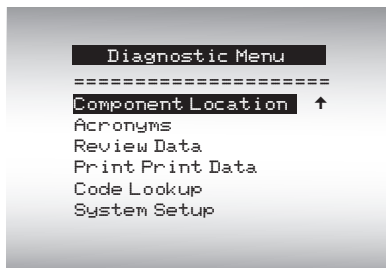 Diagnostic Menu
=====================
Component Location ↑
Acronyms
Review Data
Print Print Data
Code Lookup
System Setup